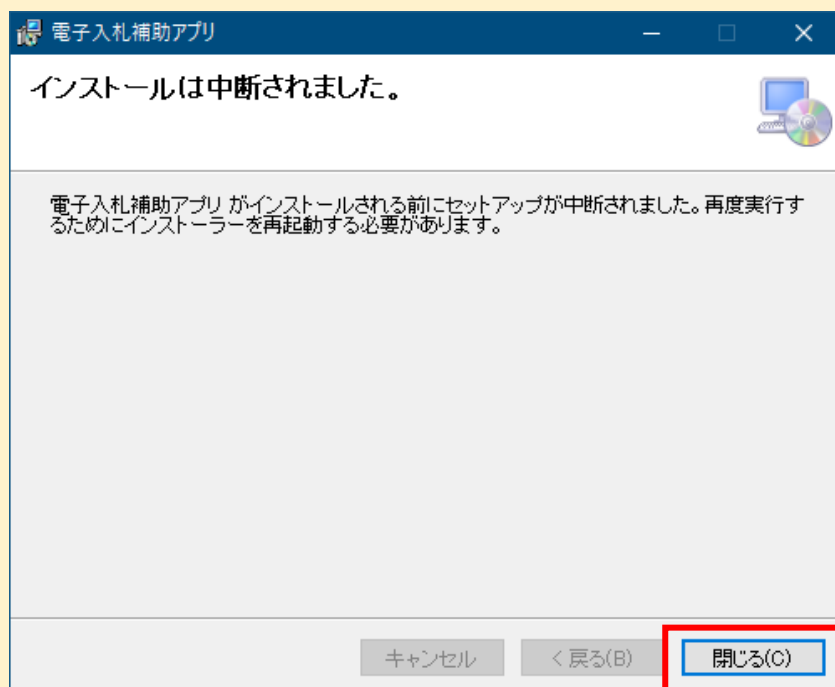 電子入札補助アプリ
インストールは中断されました。
電子入札補助アプリ がインストールされる前にセットアップが中断されました。再度実行す
るためにインストーラーを再起動する必要があります。
キャンセル
< 戻る(B)
閉じる(C)